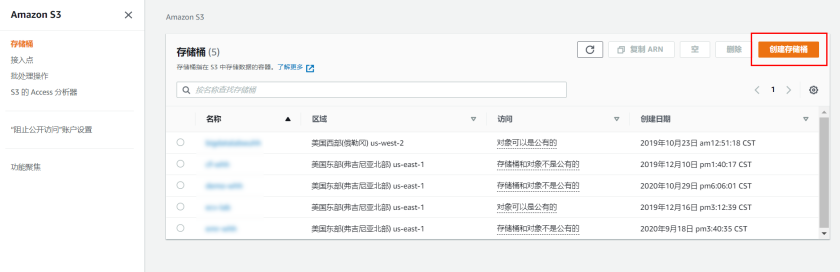 Amazon S3
存储桶
接入点
批处理操作
S3 的 Access 分析器
"阻止公开访问"账户设置
功能聚焦
Amazon S3
存储桶 (5)
复制 ARN
空
删除
创建存储桶
存储桶指在 S3 中存储数据的容器。了解更多
按名称查找存储桶
1
名称 区域 访问 创建日期
美国西部(俄勒冈) us-west-2 对象可以是公有的 2019年10月23日 am12:51:18 CST
美国东部(弗吉尼亚北部) us-east-1 存储桶和对象不是公有的 2019年12月10日 pm1:40:17 CST
美国东部(弗吉尼亚北部) us-east-1 存储桶和对象不是公有的 2020年10月29日 pm6:06:01 CST
美国东部(弗吉尼亚北部) us-east-1 对象可以是公有的 2019年12月16日 pm3:12:39 CST
美国东部(弗吉尼亚北部) us-east-1 存储桶和对象不是公有的 2020年9月18日 pm3:40:35 CST